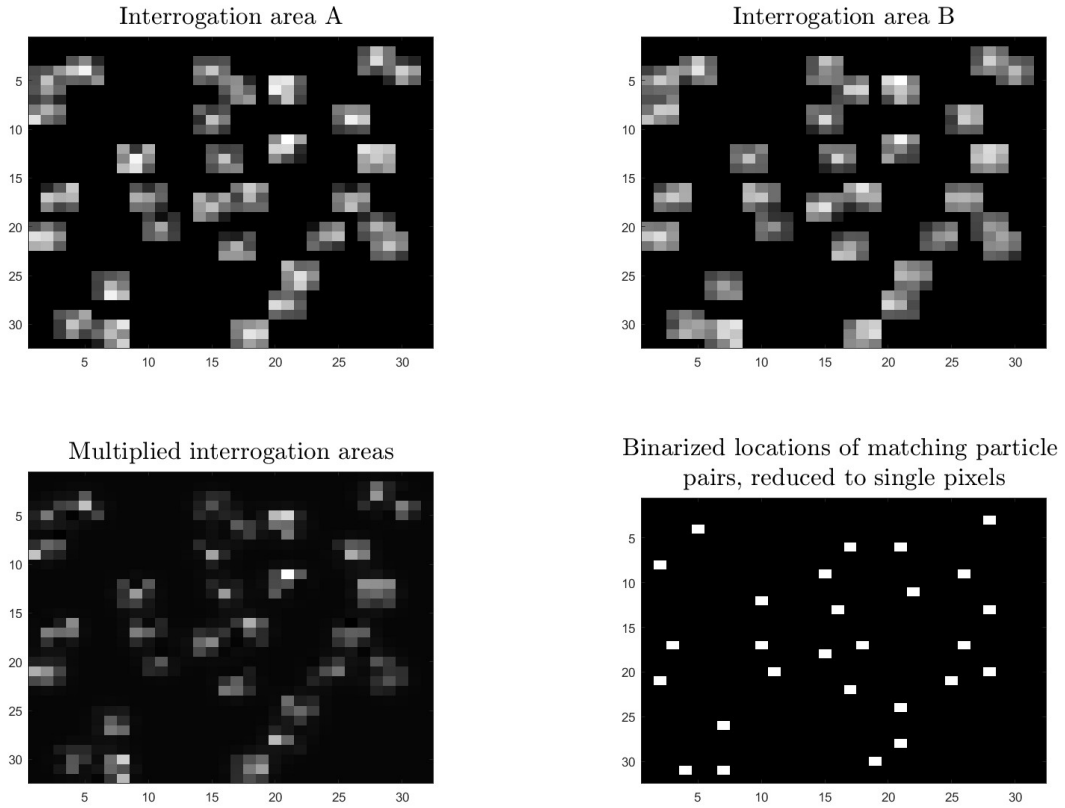 Interrogation area A
5
10
15
20
25
30
5 10 15 20 25 30
Interrogation area B
5
10
15
20
25
30
5 10 15 20 25 30
Multiplied interrogation areas
5
10
15
20
25
30
5 10 15 20 25 30
Binarized locations of matching particle
pairs, reduced to single pixels
5
10
15
20
25
30
5 10 15 20 25 30